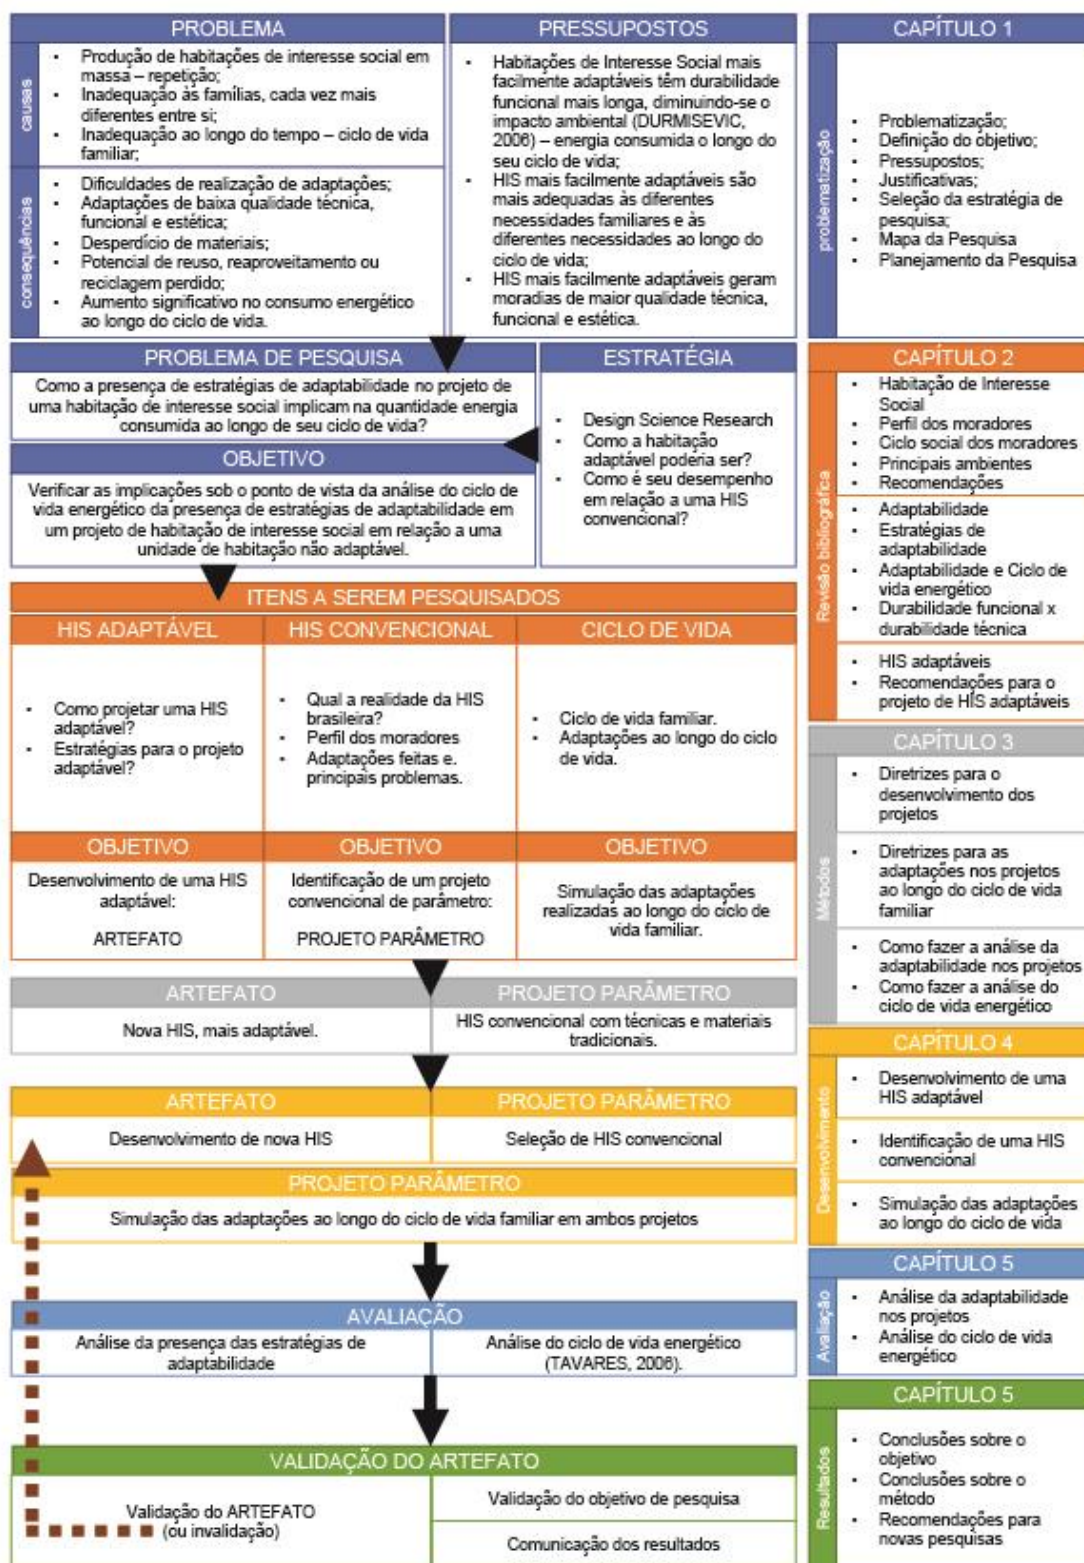 PROBLEMA
causas
▪ Produção de habitações de interesse social em
massa – repetição;
▪ Inadequação às famílias, cada vez mais
diferentes entre si;
▪ Inadequação ao longo do tempo – ciclo de vida
familiar;
consequências
▪ Dificuldades de realização de adaptações;
▪ Adaptações de baixa qualidade técnica,
funcional e estética;
▪ Desperdício de materiais;
▪ Potencial de reuso, reaproveitamento ou
reciclagem perdido;
▪ Aumento significativo no consumo energético
ao longo do ciclo de vida.
PRESSUPOSTOS
▪ Habitações de Interesse Social mais
facilmente adaptáveis têm durabilidade
funcional mais longa, diminuindo-se o
impacto ambiental (DURMISEVIC,
2006) – energia consumida o longo do
seu ciclo de vida;
▪ HIS mais facilmente adaptáveis são
mais adequadas às diferentes
necessidades familiares e às
diferentes necessidades ao longo do
ciclo de vida;
▪ HIS mais facilmente adaptáveis geram
moradias de maior qualidade técnica,
funcional e estética.
PROBLEMA DE PESQUISA
Como a presença de estratégias de adaptabilidade no projeto de
uma habitação de interesse social implicam na quantidade energia
consumida ao longo de seu ciclo de vida?
OBJETIVO
Verificar as implicações sob o ponto de vista da análise do ciclo de
vida energético da presença de estratégias de adaptabilidade em
um projeto de habitação de interesse social em relação a uma
unidade de habitação não adaptável.
ESTRATÉGIA
▪ Design Science Research
▪ Como a habitação
adaptável poderia ser?
▪ Como é seu desempenho
em relação a uma HIS
convencional?
ITENS A SEREM PESQUISADOS
HIS ADAPTÁVEL
▪ Como projetar uma HIS
adaptável?
▪ Estratégias para o projeto
adaptável?
OBJETIVO
Desenvolvimento de uma HIS
adaptável:
ARTEFATO
HIS CONVENCIONAL
▪ Qual a realidade da HIS
brasileira?
▪ Perfil dos moradores
▪ Adaptações feitas e.
principais problemas.
OBJETIVO
Identificação de um projeto
convencional de parâmetro:
PROJETO PARÂMETRO
CICLO DE VIDA
▪ Ciclo de vida familiar.
▪ Adaptações ao longo do ciclo
de vida.
OBJETIVO
Simulação das adaptações
realizadas ao longo do ciclo de
vida familiar.
ARTEFATO
Nova HIS, mais adaptável.
PROJETO PARÂMETRO
HIS convencional com técnicas e materiais
tradicionais.
ARTEFATO
Desenvolvimento de nova HIS
PROJETO PARÂMETRO
Seleção de HIS convencional
PROJETO PARÂMETRO
Simulação das adaptações ao longo do ciclo de vida familiar em ambos projetos
AVALIAÇÃO
Análise da presença das estratégias de
adaptabilidade
Análise do ciclo de vida energético
(TAVARES, 2006).
VALIDAÇÃO DO ARTEFATO
Validação do ARTEFATO
(ou invalidação)
Validação do objetivo de pesquisa
Comunicação dos resultados
CAPÍTULO 1
problematização
▪ Problematização;
▪ Definição do objetivo;
▪ Pressupostos;
▪ Justificativas;
▪ Seleção da estratégia de
pesquisa;
▪ Mapa da Pesquisa
▪ Planejamento da Pesquisa
CAPÍTULO 2
Revisão bibliográfica
▪ Habitação de Interesse
Social
▪ Perfil dos moradores
▪ Ciclo social dos moradores
▪ Principais ambientes
▪ Recomendações
▪ Adaptabilidade
▪ Estratégias de
adaptabilidade
▪ Adaptabilidade e Ciclo de
vida energético
▪ Durabilidade funcional x
durabilidade técnica
▪ HIS adaptáveis
▪ Recomendações para o
projeto de HIS adaptáveis
CAPÍTULO 3
Métodos
▪ Diretrizes para o
desenvolvimento dos
projetos
▪ Diretrizes para as
adaptações nos projetos
ao longo do ciclo de vida
familiar
▪ Como fazer a análise da
adaptabilidade nos projetos
▪ Como fazer a análise do
ciclo de vida energético
CAPÍTULO 4
Desenvolvimento
▪ Desenvolvimento de uma
HIS adaptável
▪ Identificação de uma HIS
convencional
▪ Simulação das adaptações
ao longo do ciclo de vida
CAPÍTULO 5
Avaliação
▪ Análise da adaptabilidade
nos projetos
▪ Análise do ciclo de vida
energético
CAPÍTULO 5
Resultados
▪ Conclusões sobre o
objetivo
▪ Conclusões sobre o
método
▪ Recomendações para
novas pesquisas